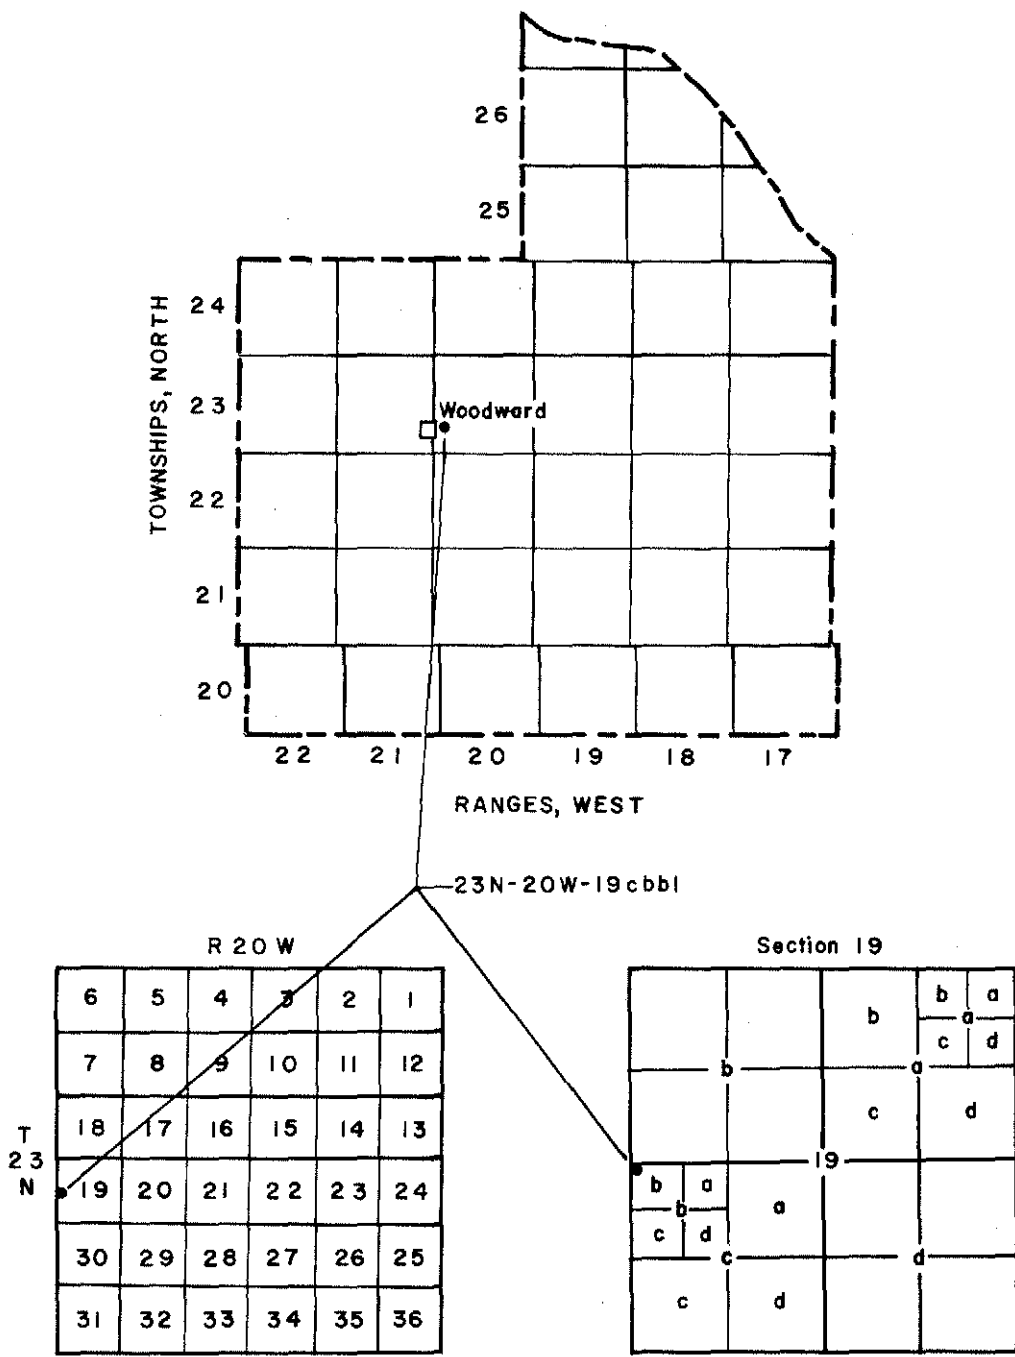 26
25
24
TOWNSHIPS, NORTH
23
Woodward
22
21
20
22 21 20 19 18 17
RANGES, WEST
23N-20W-19cbb1
R 20 W
6 5 4 3 2 1
7 8 9 10 11 12
18 17 16 15 14 13
T
23
N
19 20 21 22 23 24
30 29 28 27 26 25
31 32 33 34 35 36
Section 19
b b a
a
c d
b a
c d
19
b a a
b
c d
c d
c d